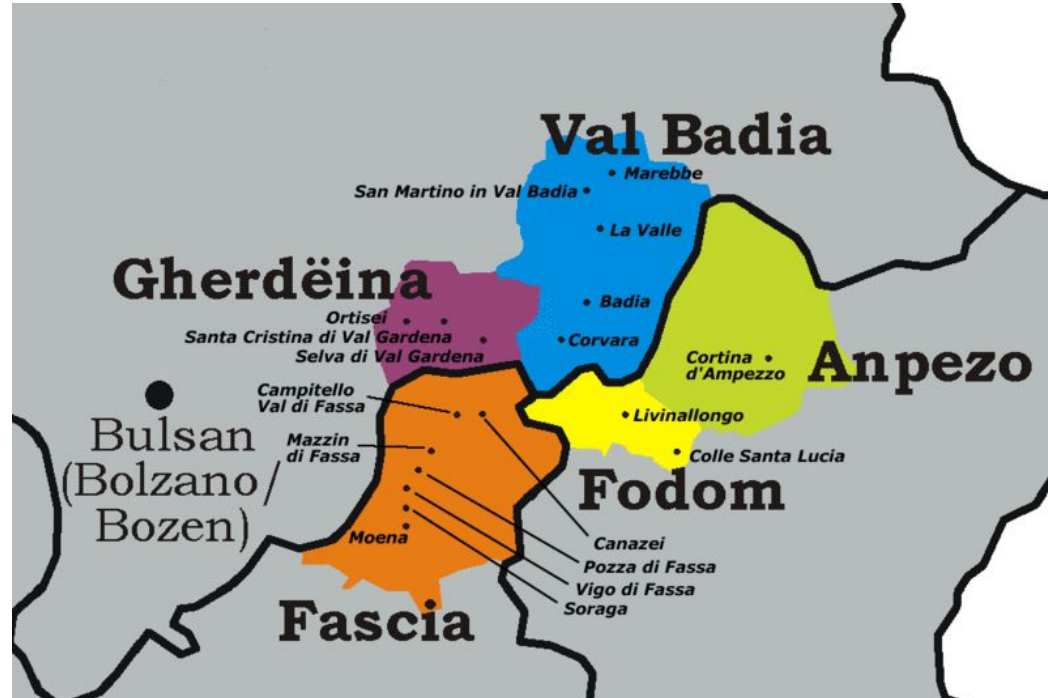 Val Badia
Marebbe
San Martino in Val Badia
La Valle
Gherdëina
Badia
Ortisei
Santa Cristina di Val Gardena
Corvara
Selva di Val Gardena
Cortina
d'Ampezzo
Anpezo
Campitello
Val di Fassa
Livinallongo
Bulsan
(Bolzano/
Bozen)
Mazzin
di Fassa
Colle Santa Lucia
Fodom
Moena
Canazei
Pozza di Fassa
Vigo di Fassa
Soraga
Fascia